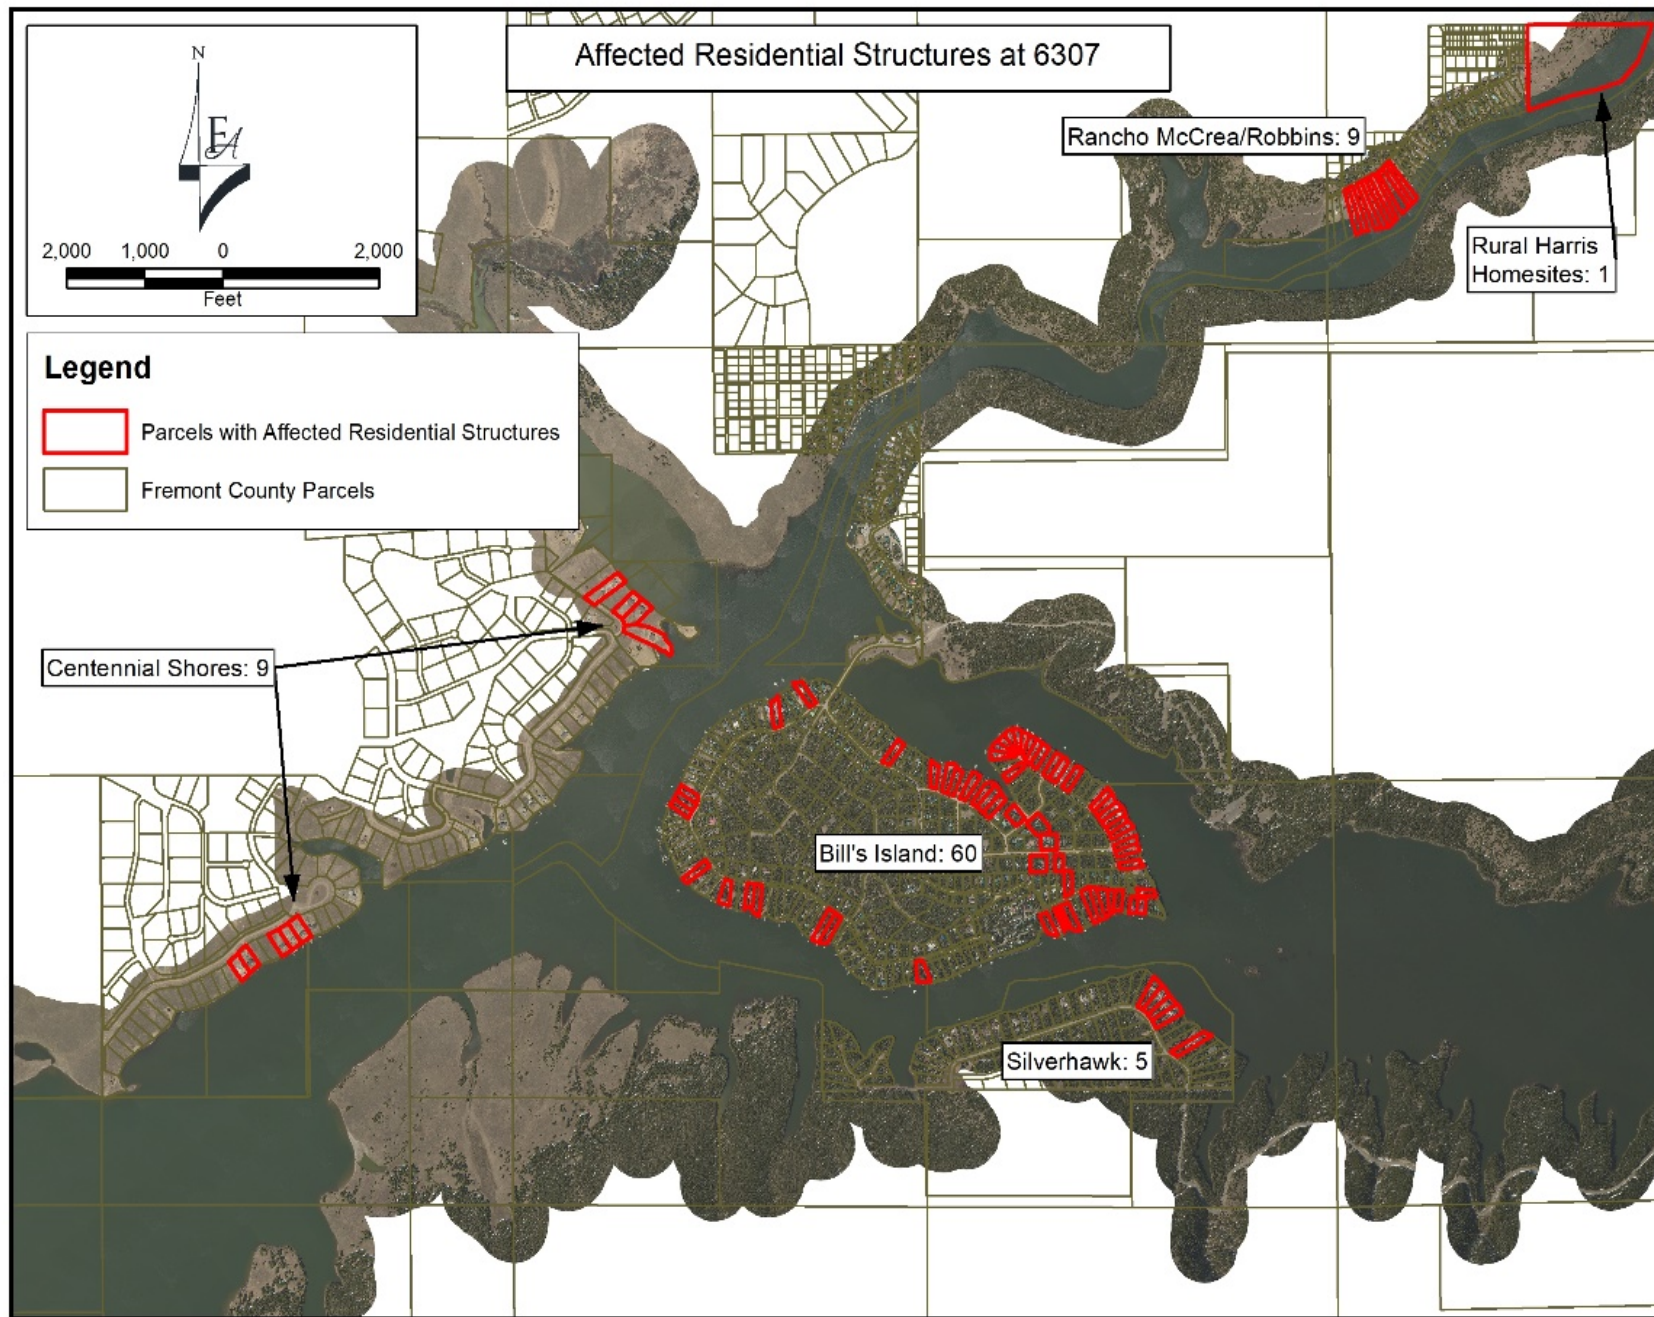 Affected Residential Structures at 6307
N
FA
2,000 1,000 0 2,000
Feet
Legend
Parcels with Affected Residential Structures
Fremont County Parcels
Rancho McCrea/Robbins: 9
Rural Harris
Homesites: 1
Centennial Shores: 9
Bill's Island: 60
Silverhawk: 5